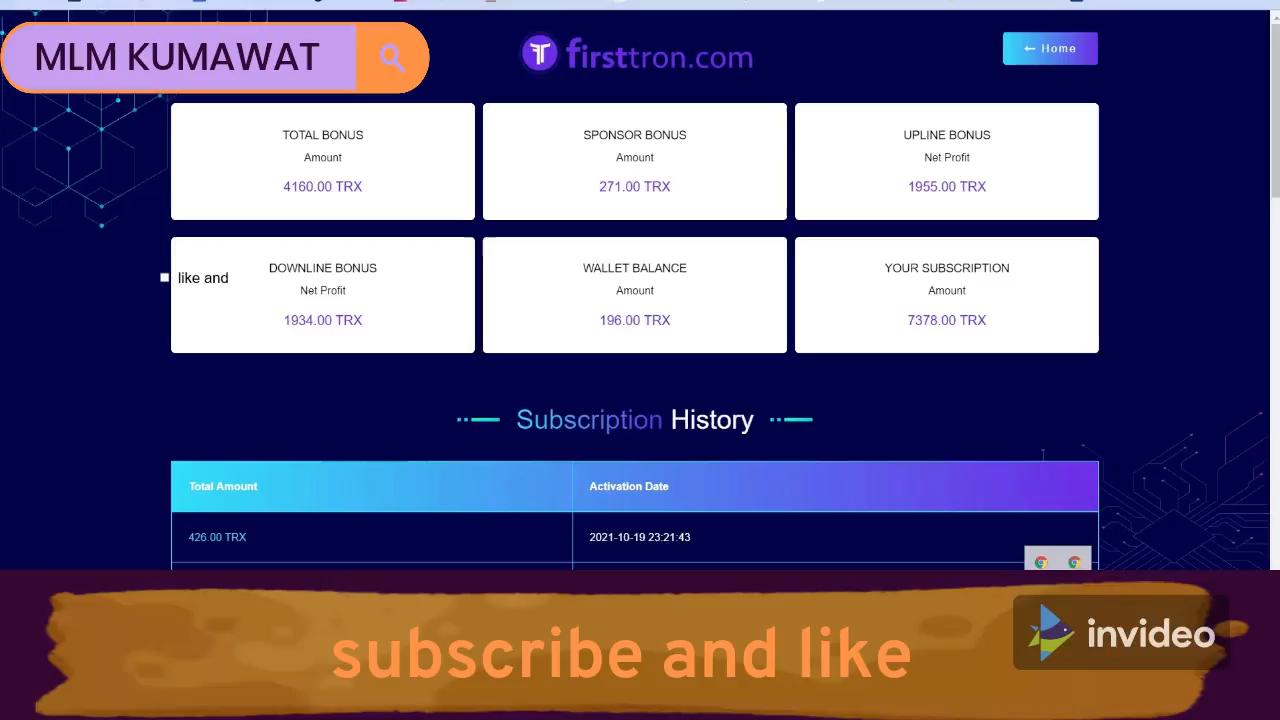 MLM KUMAWAT
firsttron.com
← Home
TOTAL BONUS
Amount
4160.00 TRX
SPONSOR BONUS
Amount
271.00 TRX
UPLINE BONUS
Net Profit
1955.00 TRX
like and
DOWNLINE BONUS
Net Profit
1934.00 TRX
WALLET BALANCE
Amount
196.00 TRX
YOUR SUBSCRIPTION
Amount
7378.00 TRX
Subscription History
Total Amount Activation Date
426.00 TRX 2021-10-19 23:21:43
subscribe and like
invideo